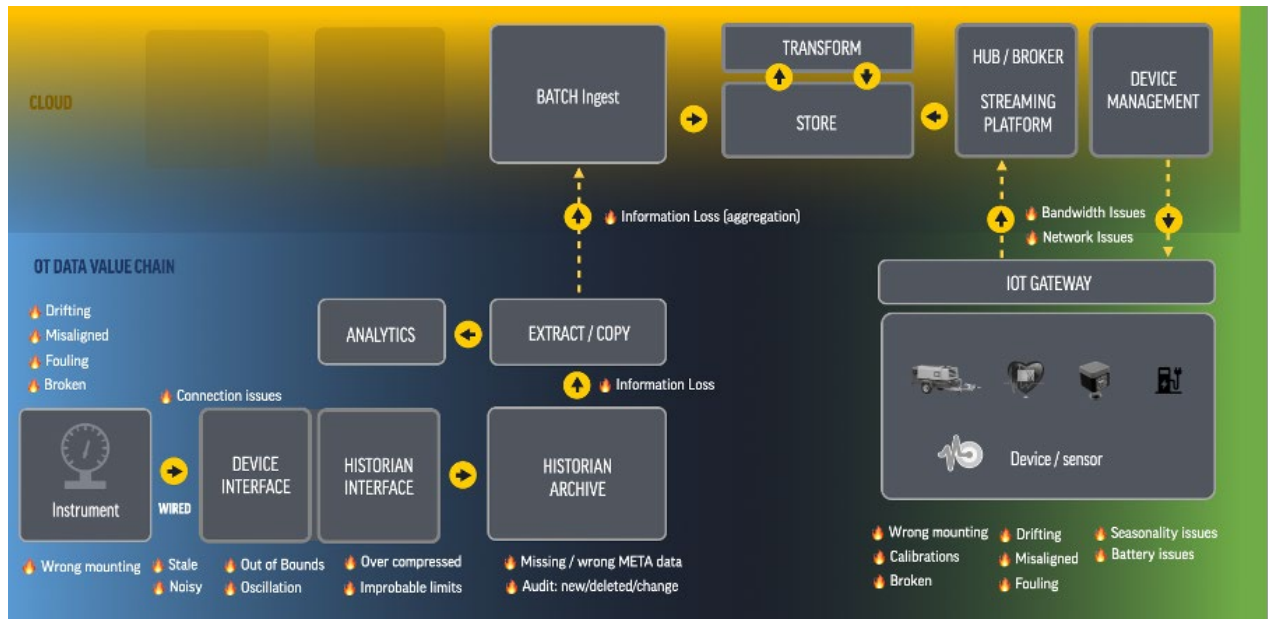 CLOUD
BATCH Ingest
TRANSFORM
STORE
HUB / BROKER
STREAMING
PLATFORM
DEVICE
MANAGEMENT
Information Loss (aggregation)
Bandwidth Issues
Network Issues
OT DATA VALUE CHAIN
Drifting
Misaligned
Fouling
Broken
Connection issues
ANALYTICS
EXTRACT / COPY
Information Loss
Instrument
WIRED
DEVICE
INTERFACE
HISTORIAN
INTERFACE
HISTORIAN
ARCHIVE
Wrong mounting
Stale
Noisy
Out of Bounds
Oscillation
Over compressed
Improbable limits
Missing / wrong META data
Audit: new/deleted/change
IOT GATEWAY
Device / sensor
Wrong mounting
Calibrations
Broken
Drifting
Misaligned
Fouling
Seasonality issues
Battery issues